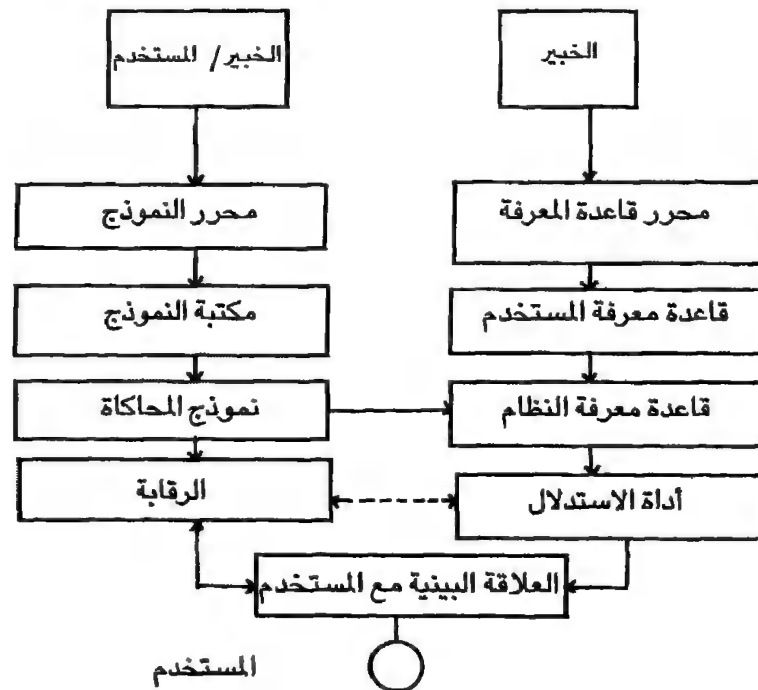 الخبير
الخبير / المستخدم
محرر قاعدة المعرفة
محرر النموذج
قاعدة معرفة المستخدم
مكتبة النموذج
قاعدة معرفة النظام
نموذج المحاكاة
أداة الاستدلال
الرقابة
العلاقة البينية مع المستخدم
المستخدم